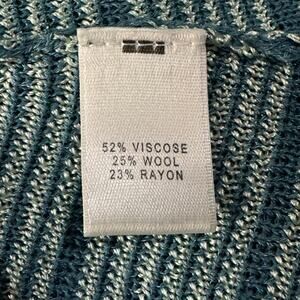 52% VISCOSE
25% WOOL
23% RAYON